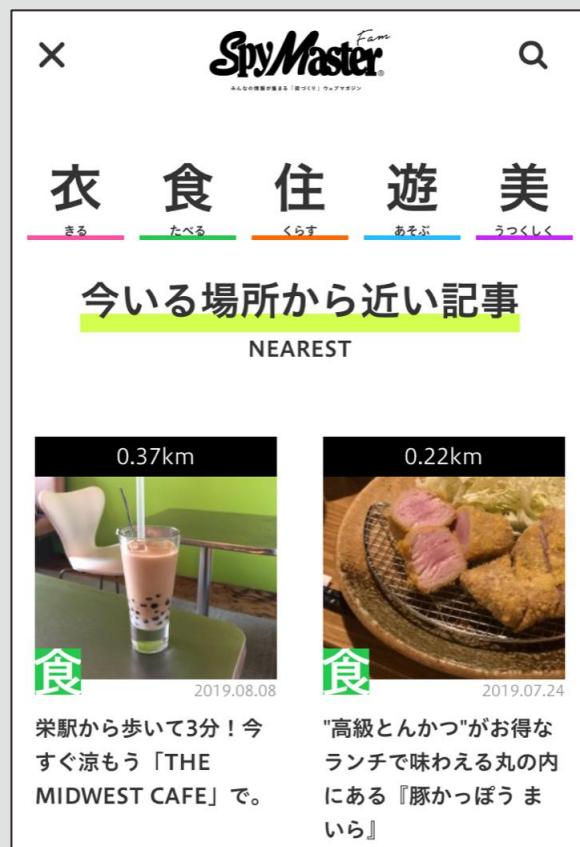 Fam
SpyMaster®
みんなの情報が集まる「街づくり」ウェブマガジン
衣 食 住 遊 美
きる たべる くらす あそぶ うつくしく
今いる場所から近い記事
NEAREST
0.37km
食
2019.08.08
栄駅から歩いて3分！今
すぐ涼もう「THE
MIDWEST CAFE」で。
0.22km
食
2019.07.24
"高級とんかつ"がお得な
ランチで味わえる丸の内
にある『豚かっぽう ま
いら』